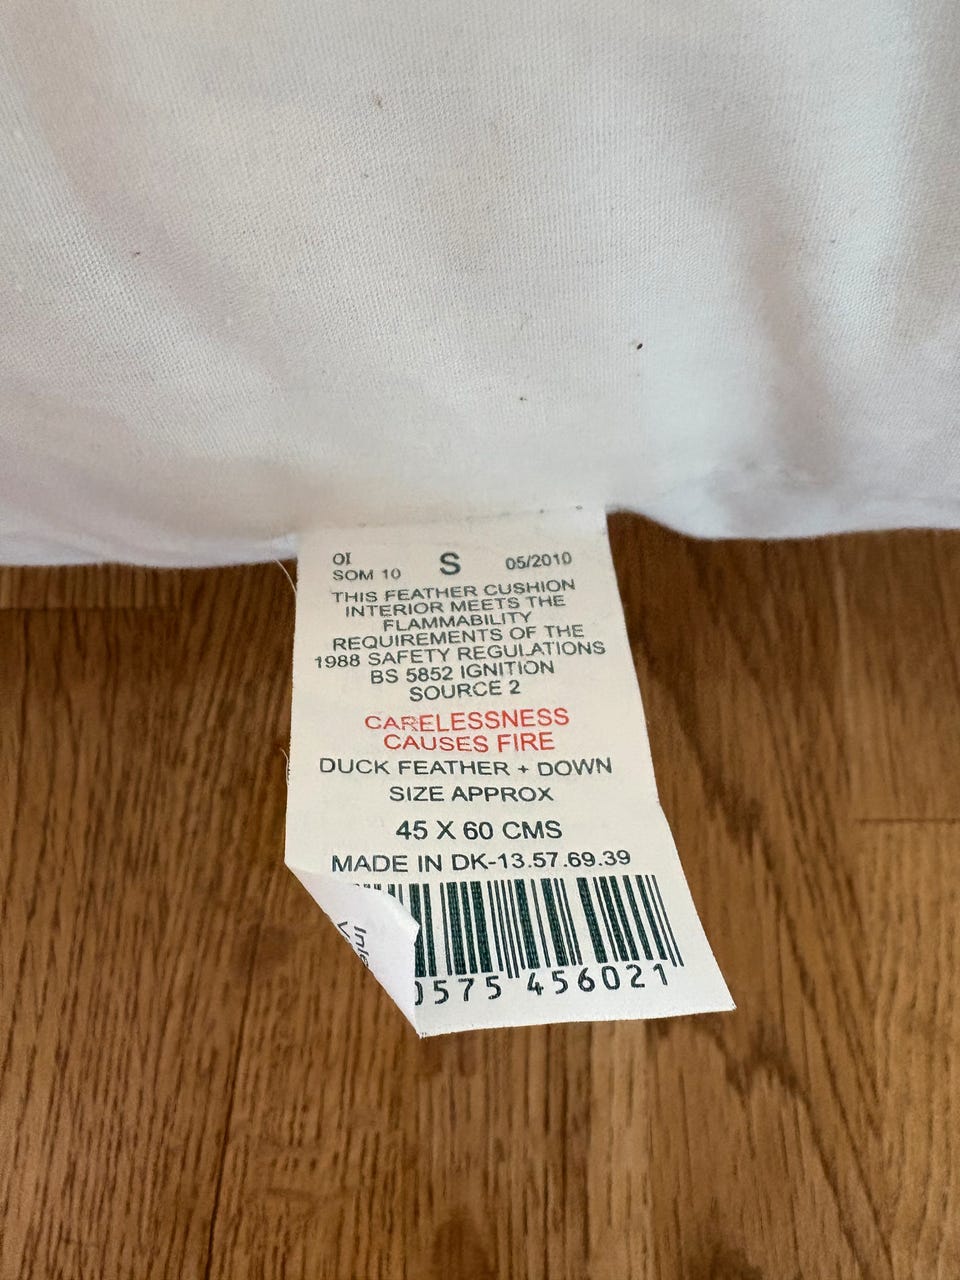 OI
SOM 10 S 05/2010
THIS FEATHER CUSHION
INTERIOR MEETS THE
FLAMMABILITY
REQUIREMENTS OF THE
1988 SAFETY REGULATIONS
BS 5852 IGNITION
SOURCE 2
CARELESSNESS
CAUSES FIRE
DUCK FEATHER + DOWN
SIZE APPROX
45 X 60 CMS
MADE IN DK-13.57.69.39
0575 456021